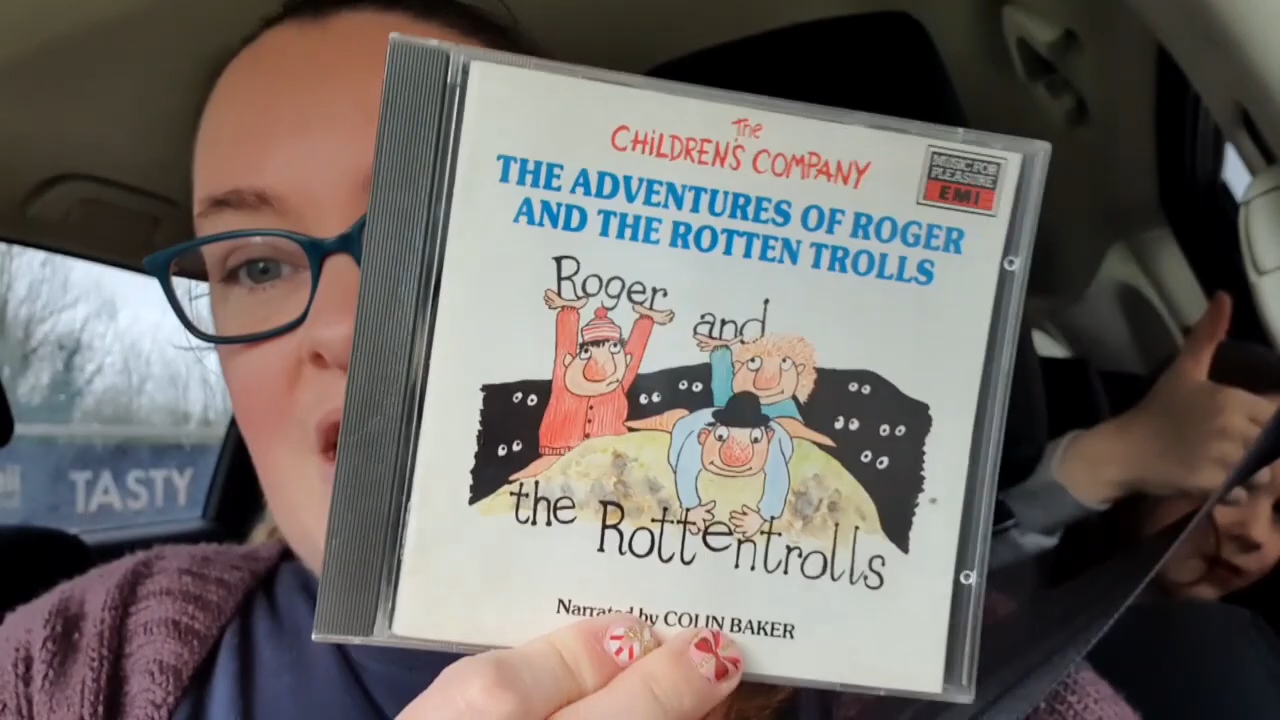 The
CHiLDREN'S COMPANY
MUSIC FOR
PLEASURE
EMI
THE ADVENTURES OF ROGER
AND THE ROTTEN TROLLS
Roger
and
the Rottentrolls
Narrated by COLIN BAKER
TASTY